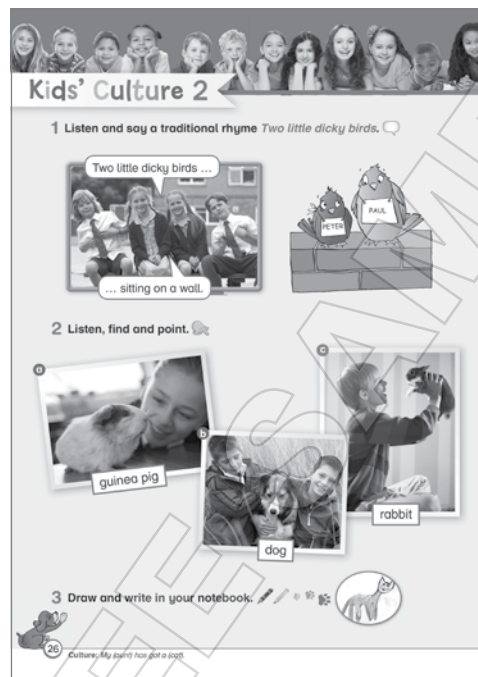 Kids' Culture 2
1 Listen and say a traditional rhyme Two little dicky birds.
Two little dicky birds ...
... sitting on a wall.
PETER
PAUL
2 Listen, find and point.
a
guinea pig
b
dog
c
rabbit
3 Draw and write in your notebook.
26
Culture: My (aunt) has got a (cat).